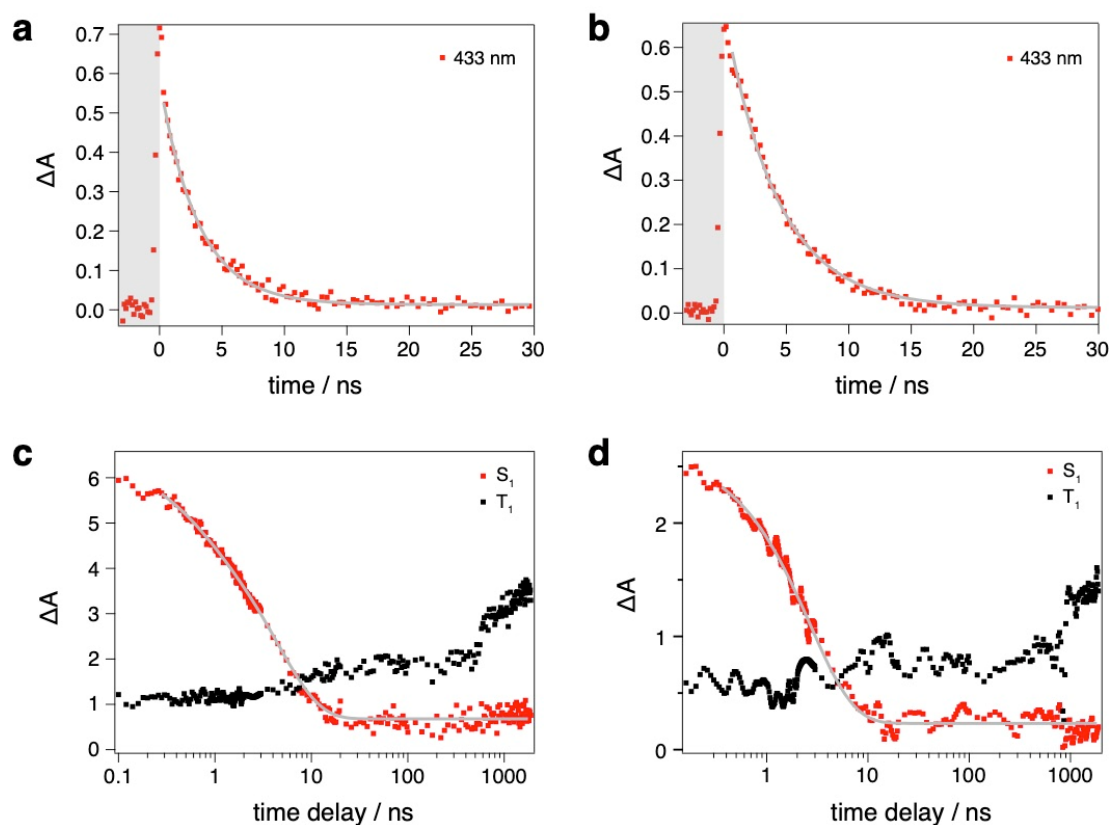 a
433 nm
ΔA
0.7
0.6
0.5
0.4
0.3
0.2
0.1
0.0
0 5 10 15 20 25 30
time / ns
b
433 nm
ΔA
0.6
0.5
0.4
0.3
0.2
0.1
0.0
0 5 10 15 20 25 30
time / ns
c
S₁
T₁
ΔA
6
5
4
3
2
1
0
0.1 1 10 100 1000
time delay / ns
d
S₁
T₁
ΔA
2
1
0
1 10 100 1000
time delay / ns